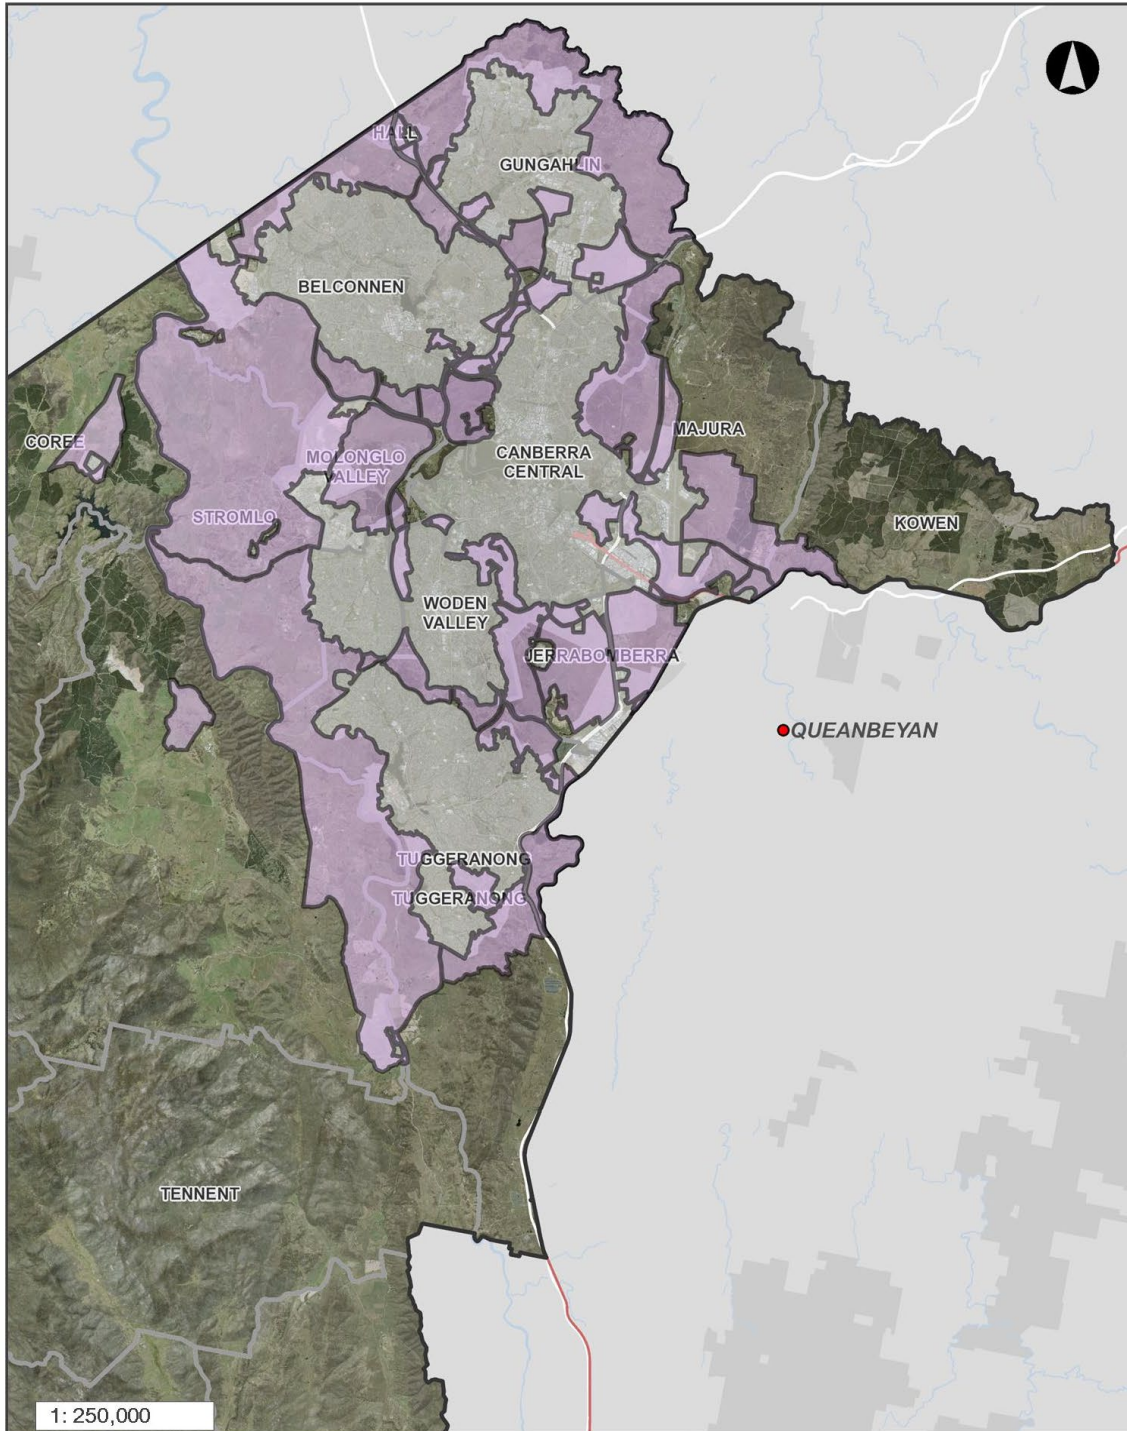 HALL
GUNGAHLIN
BELCONNEN
COREE
MAJURA
MOLONGLO
VALLEY
CANBERRA
CENTRAL
STROMLO
KOWEN
WODEN
VALLEY
JERRABOMBERRA
QUEANBEYAN
TUGGERANONG
TUGGERANONG
TENNENT
1: 250,000